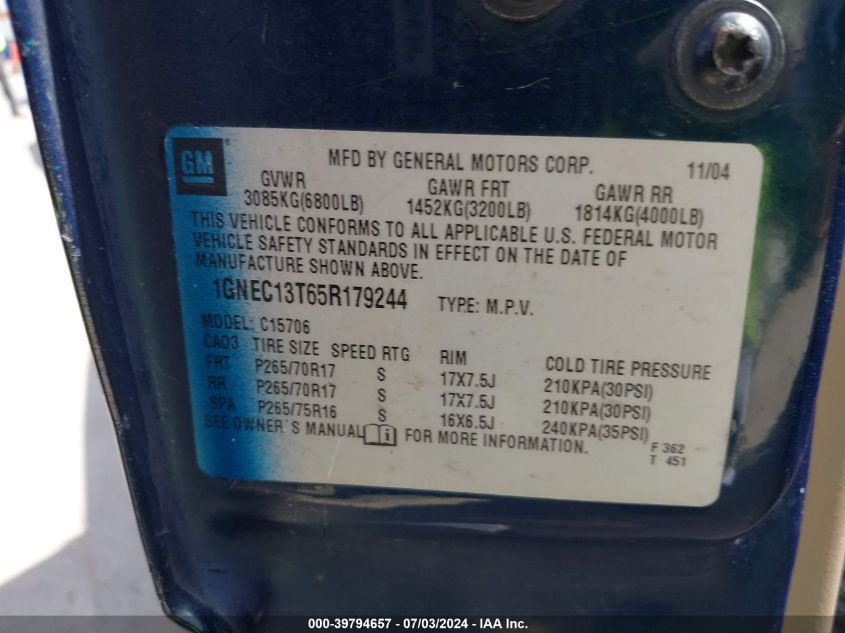 GM
MFD BY GENERAL MOTORS CORP. 11/04
GVWR GAWR FRT GAWR RR
3085KG(6800LB) 1452KG(3200LB) 1814KG(4000LB)
THIS VEHICLE CONFORMS TO ALL APPLICABLE U.S. FEDERAL MOTOR
VEHICLE SAFETY STANDARDS IN EFFECT ON THE DATE OF
MANUFACTURE SHOWN ABOVE.
1GNEC13T65R179244 TYPE: M.P.V.
MODEL: C15706
CA03 TIRE SIZE SPEED RTG RIM COLD TIRE PRESSURE
FRT P265/70R17 S 17X7.5J 210KPA(30PSI)
RR P265/70R17 S 17X7.5J 210KPA(30PSI)
SPA P265/75R16 S 16X6.5J 240KPA(35PSI)
SEE OWNER'S MANUAL FOR MORE INFORMATION.
F 362
T 451
000-39794657 - 07/03/2024 - IAA Inc.